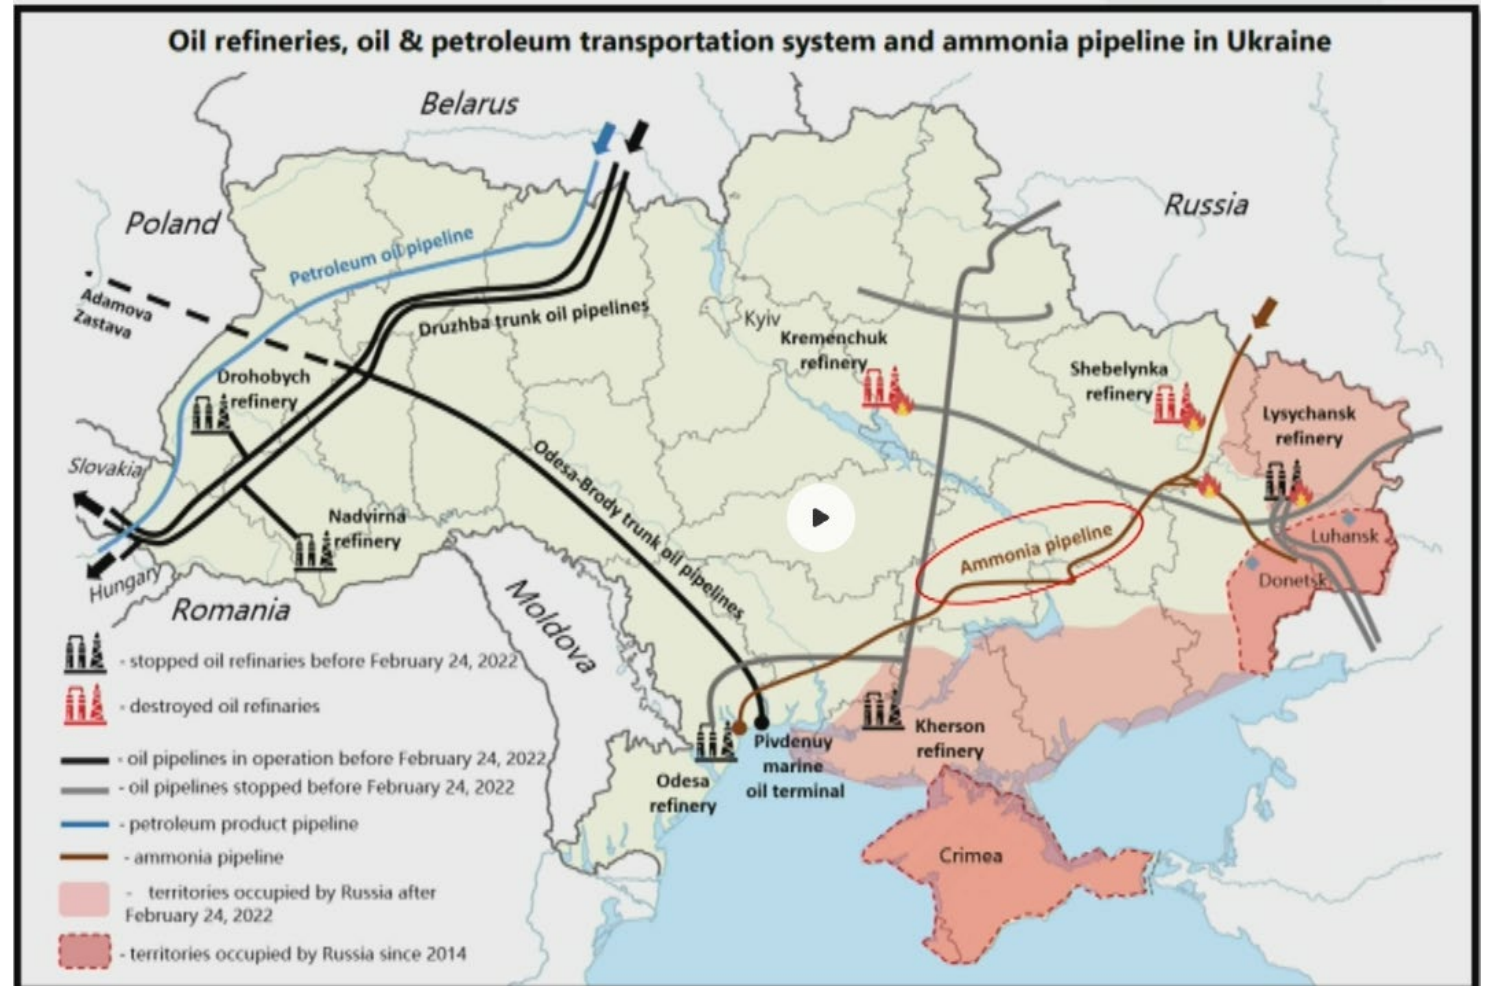 Oil refineries, oil & petroleum transportation system and ammonia pipeline in Ukraine
Belarus
Poland
Russia
Petroleum oil pipeline
Adamova
Zastava
Druzhba trunk oil pipelines
Kyiv
Kremenchuk
refinery
Shebelynka
refinery
Drohobych
refinery
Lysychansk
refinery
Slovakia
Odesa-Brody trunk oil pipelines
Nadvirna
refinery
Ammonia pipeline
Luhansk
Donetsk
Hungary
Romania
Moldova
- stopped oil refinaries before February 24, 2022
- destroyed oil refinaries
Kherson
refinery
Pivdenuy
marine
oil terminal
Odesa
refinery
- oil pipelines in operation before February 24, 2022
- oil pipelines stopped before February 24, 2022
- petroleum product pipeline
- ammonia pipeline
Crimea
- territories occupied by Russia after
February 24, 2022
- territories occupied by Russia since 2014